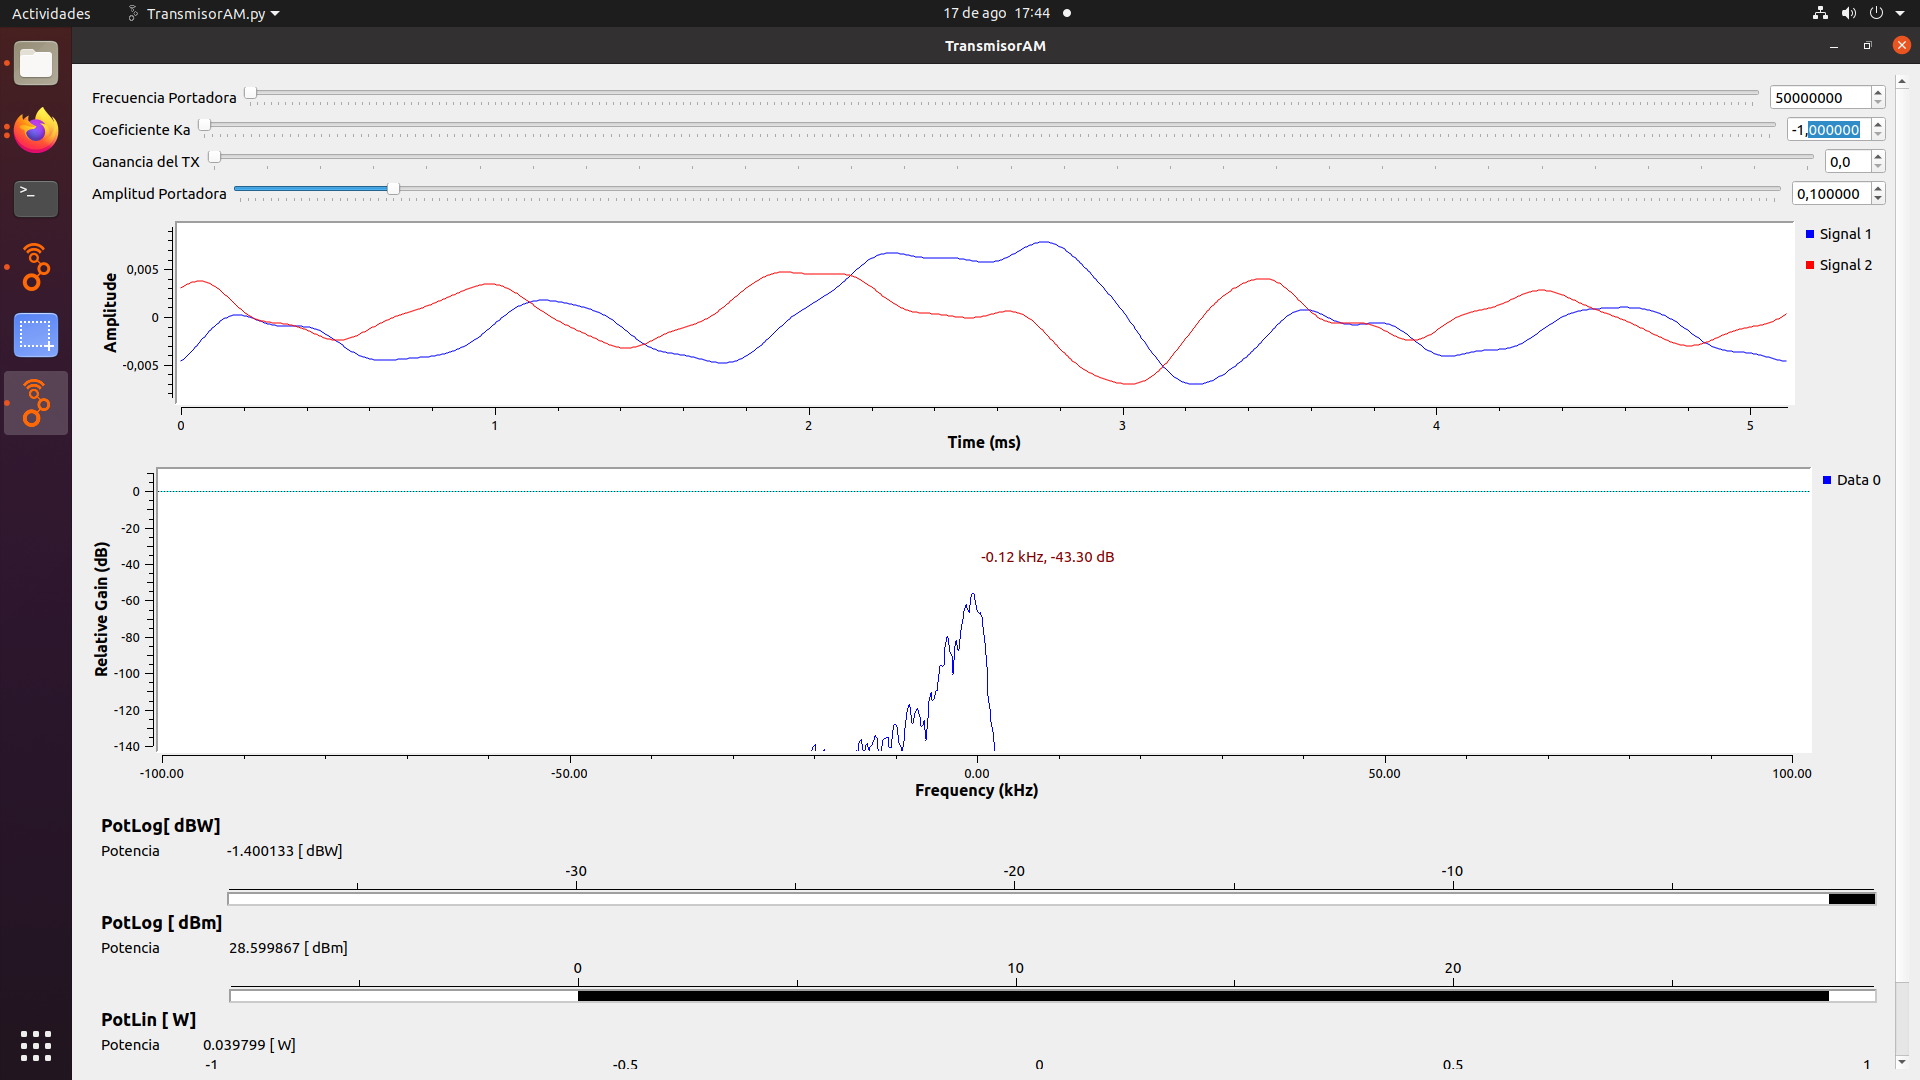 Actividades TransmisorAM.py 17 de ago 17:44
TransmisorAM
Frecuencia Portadora 50000000
Coeficiente Ka -1,000000
Ganancia del TX 0,0
Amplitud Portadora 0,100000
Signal 1
Signal 2
Amplitude
0,005
0
-0,005
0 1 2 3 4 5
Time (ms)
Data 0
Relative Gain (dB)
0
-20
-40
-60
-80
-100
-120
-140
-0.12 kHz, -43.30 dB
-100.00 -50.00 0.00 50.00 100.00
Frequency (kHz)
PotLog[ dBW]
Potencia -1.400133 [ dBW]
-30 -20 -10
PotLog [ dBm]
Potencia 28.599867 [ dBm]
0 10 20
PotLin [ W]
Potencia 0.039799 [ W]
-1 -0.5 0 0.5 1